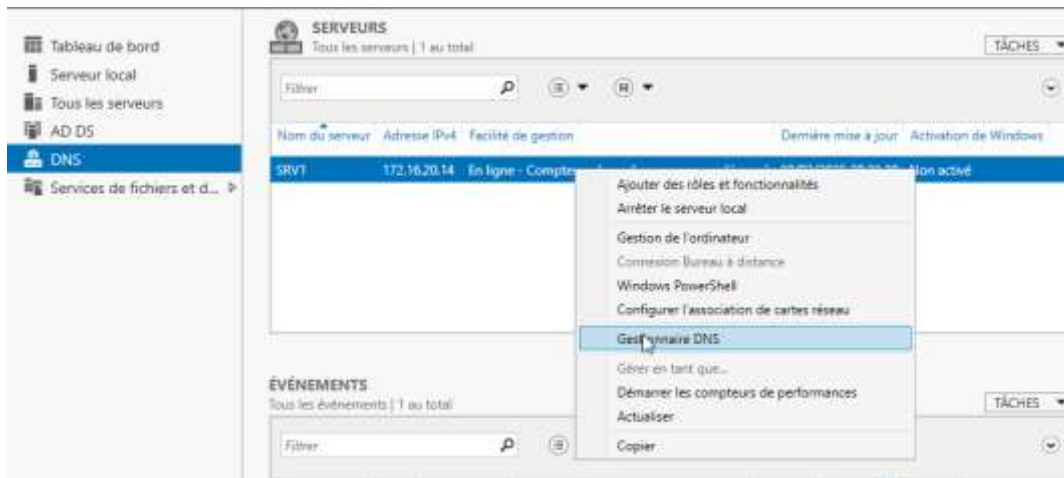 Tableau de bord
Serveur local
Tous les serveurs
AD DS
DNS
Services de fichiers et d...
SERVEURS
Tous les serveurs | 1 au total
TÂCHES
Filtrer
Nom du serveur Adresse IPv4 Facilité de gestion Dernière mise à jour Activation de Windows
SRV1 172.16.20.14 En ligne - Comptes Non activé
Ajouter des rôles et fonctionnalités
Arrêter le serveur local
Gestion de l'ordinateur
Connexion Bureau à distance
Windows PowerShell
Configurer l'association de cartes réseau
Gestionnaire DNS
Gérer en tant que...
Démarrer les compteurs de performances
Actualiser
Copier
ÉVÉNEMENTS
Tous les événements | 1 au total
TÂCHES
Filtrer